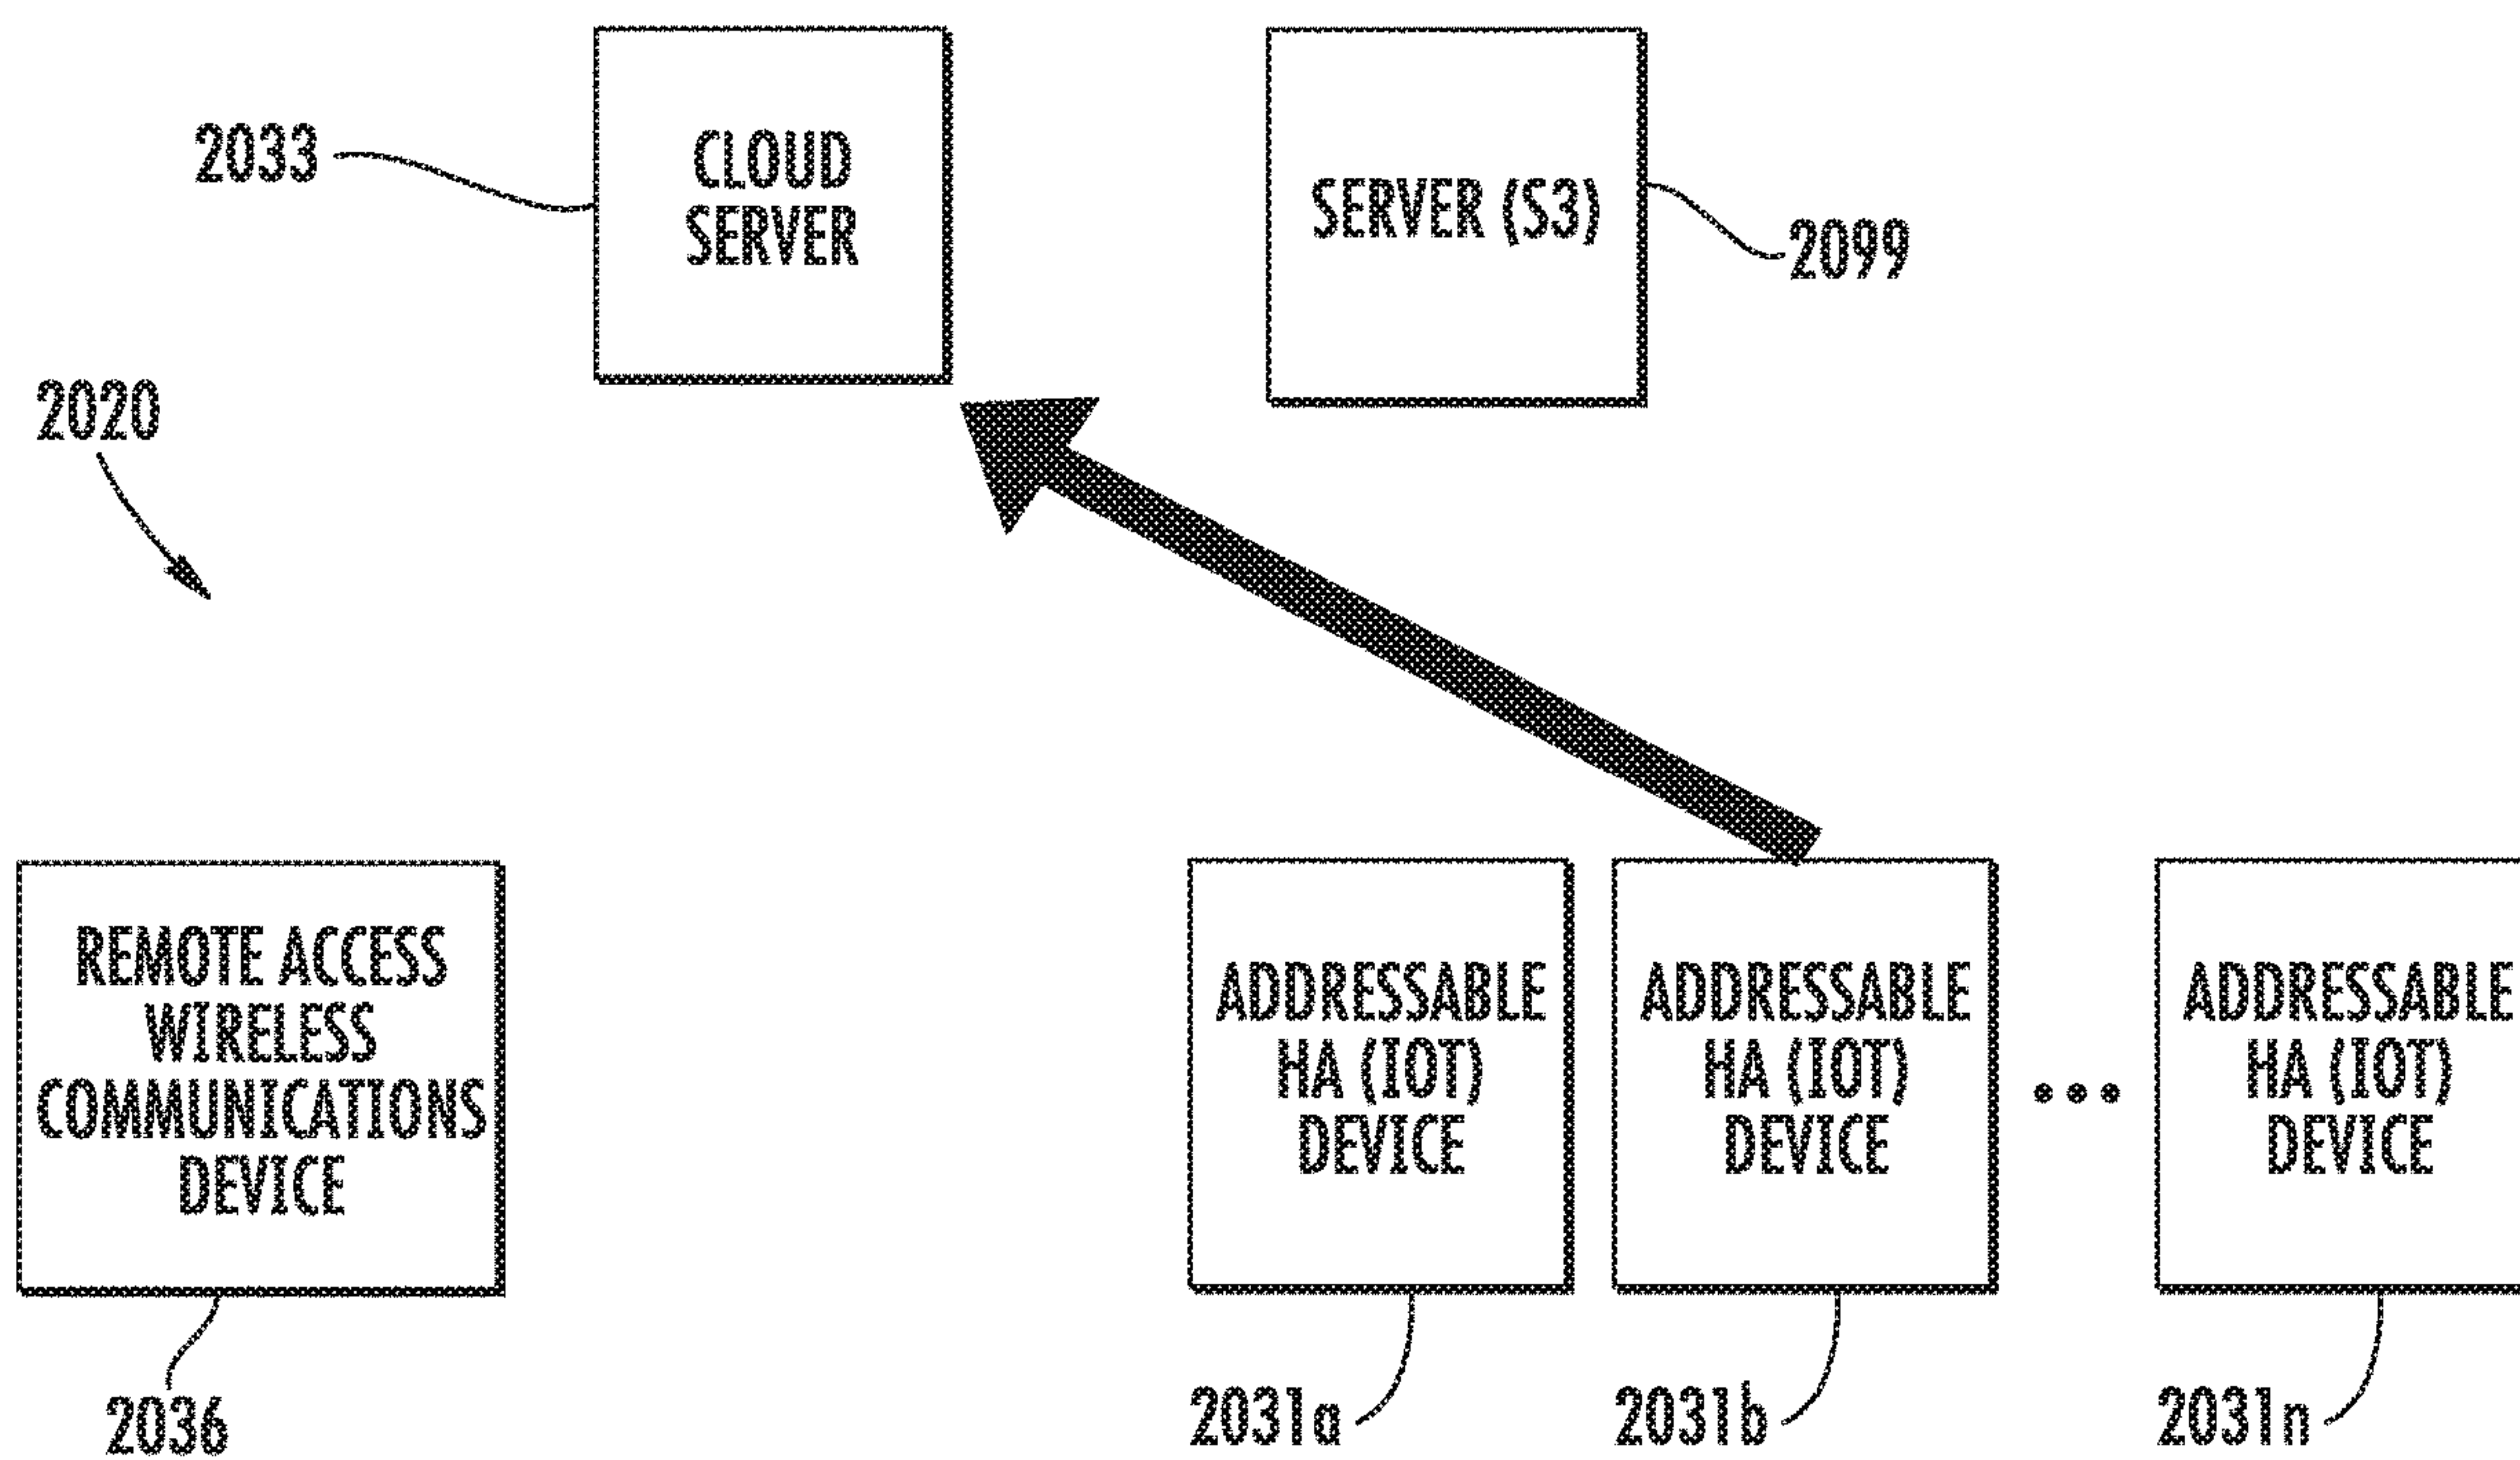 2033
CLOUD
SERVER
SERVER (S3)
2099
2020
REMOTE ACCESS
WIRELESS
COMMUNICATIONS
DEVICE
ADDRESSABLE
HA (IOT)
DEVICE
ADDRESSABLE
HA (IOT)
DEVICE
ADDRESSABLE
HA (IOT)
DEVICE
2036
2031a
2031b
2031n